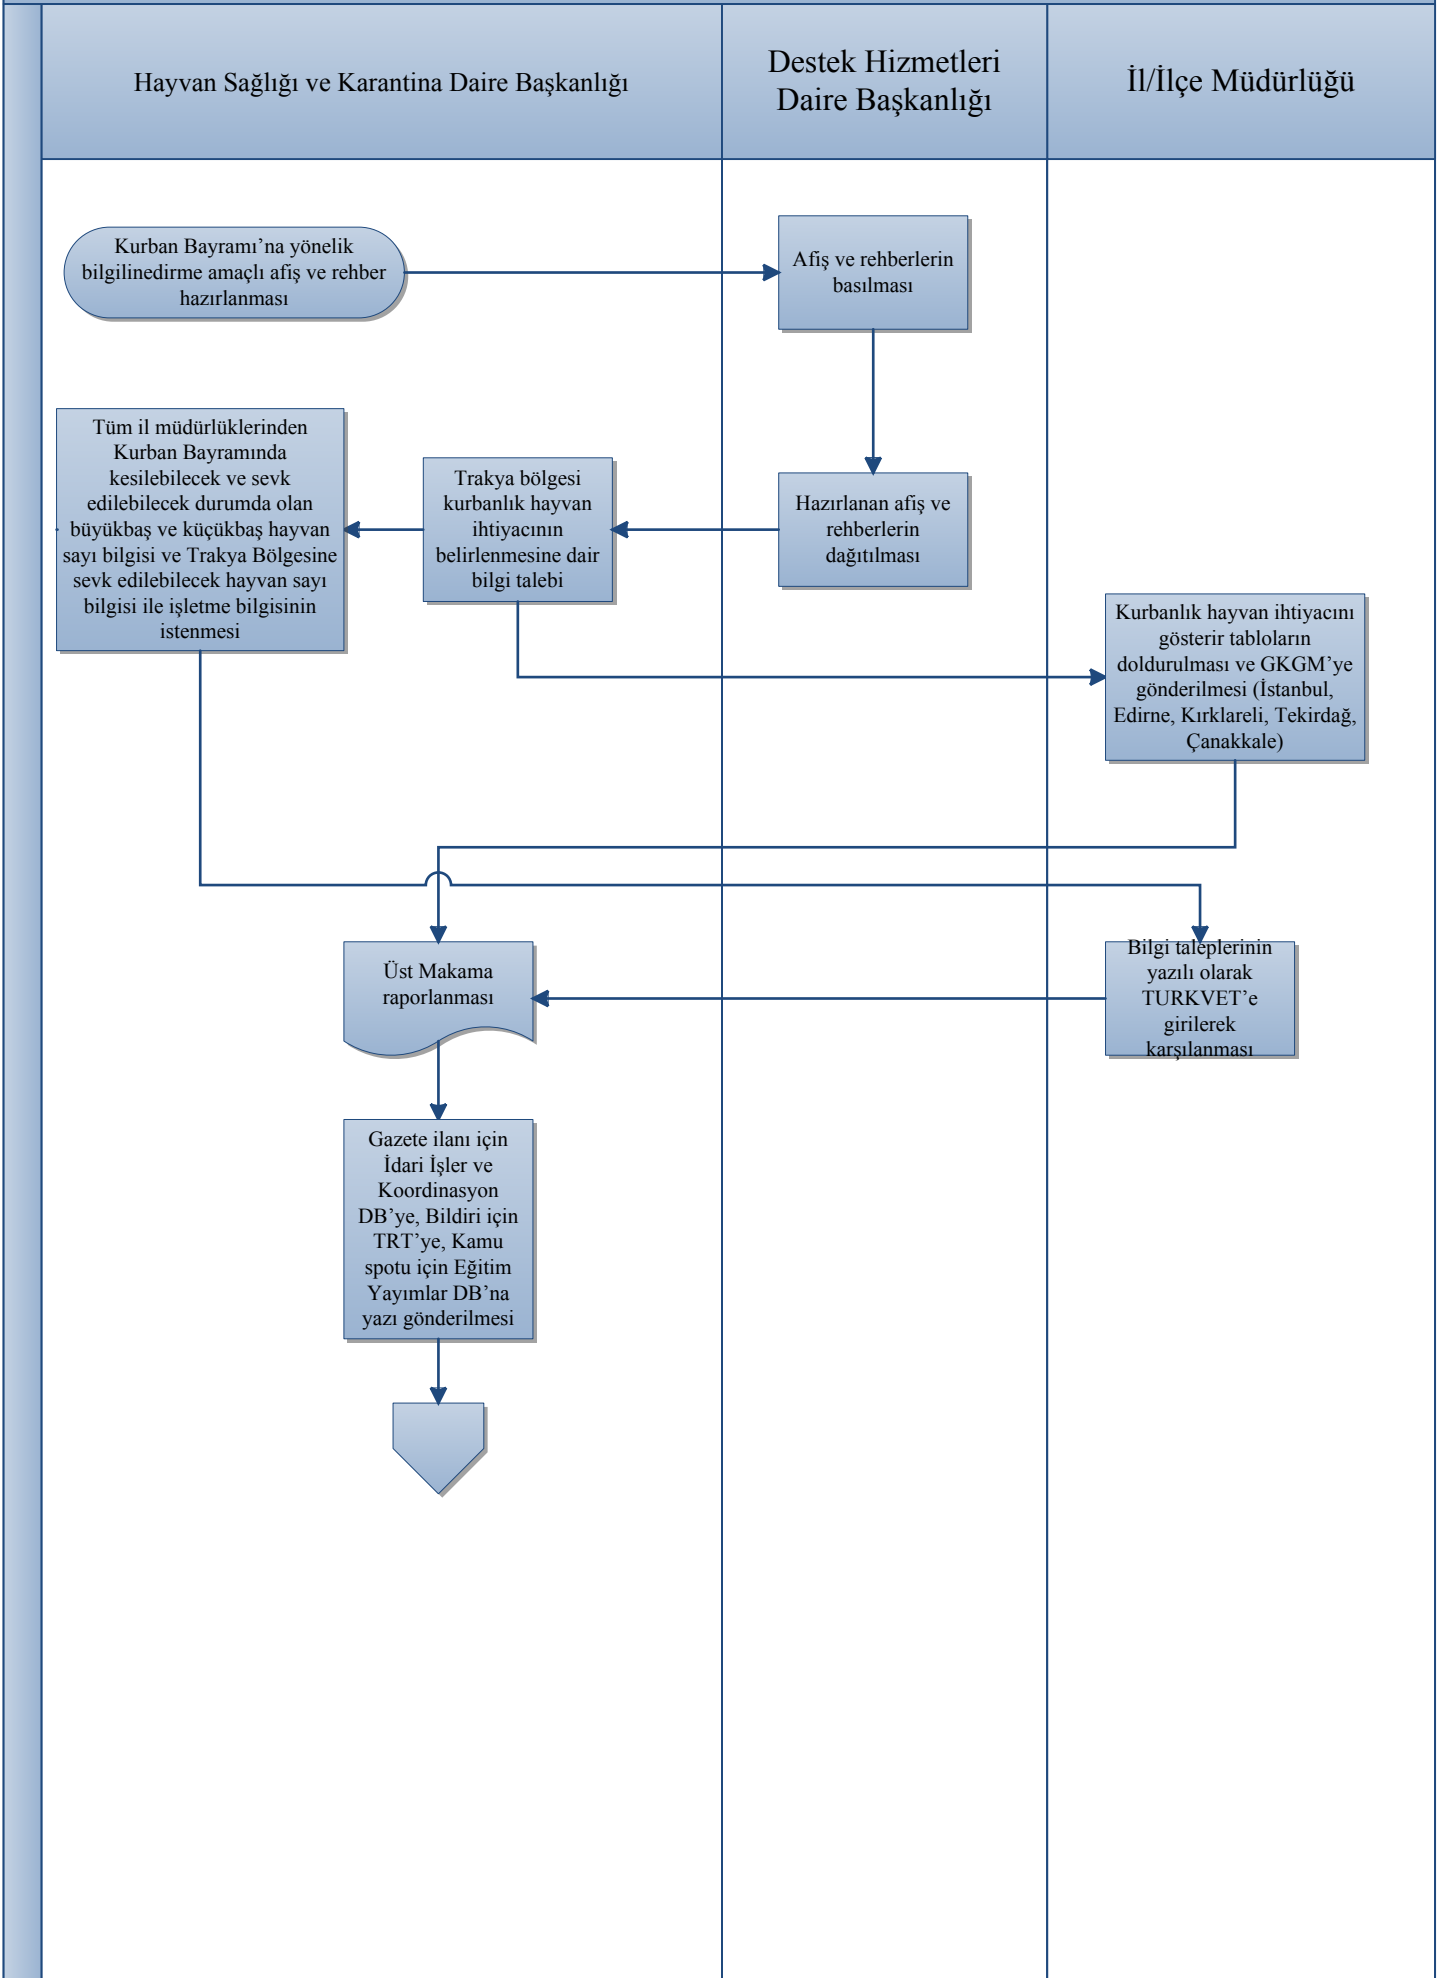 Hayvan Sağlığı ve Karantina Daire Başkanlığı
Destek Hizmetleri
Daire Başkanlığı
İl/İlçe Müdürlüğü
Kurban Bayramı’na yönelik
bilgilinedirme amaçlı afiş ve rehber
hazırlanması
Afiş ve rehberlerin
basılması
Tüm il müdürlüklerinden
Kurban Bayramında
kesilebilecek ve sevk
edilebilecek durumda olan
büyükbaş ve küçükbaş hayvan
sayı bilgisi ve Trakya Bölgesine
sevk edilebilecek hayvan sayı
bilgisi ile işletme bilgisinin
istenmesi
Trakya bölgesi
kurbanlık hayvan
ihtiyacının
belirlenmesine dair
bilgi talebi
Hazırlanan afiş ve
rehberlerin
dağıtılması
Kurbanlık hayvan ihtiyacını
gösterir tabloların
doldurulması ve GKGM’ye
gönderilmesi (İstanbul,
Edirne, Kırklareli, Tekirdağ,
Çanakkale)
Üst Makama
raporlanması
Bilgi taleplerinin
yazılı olarak
TURKVET’e
girilerek
karşılanması
Gazete ilanı için
İdari İşler ve
Koordinasyon
DB’ye, Bildiri için
TRT’ye, Kamu
spotu için Eğitim
Yayımlar DB’na
yazı gönderilmesi